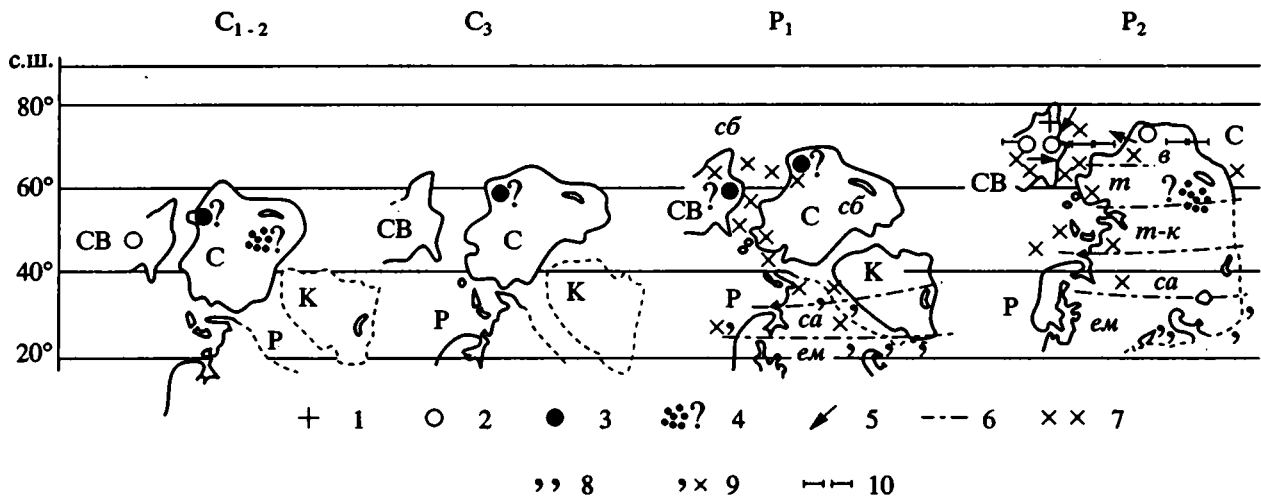 C1-2 C3 P1 P2
с.ш.
80°
60°
40°
20°
СВ ? С ? К Р
СВ ? С К Р
сб СВ ? ? С сб К Р са ем
СВ С в т ? т-к Р са ем
1 2 3 ? 4 5 6 7
8 9 10